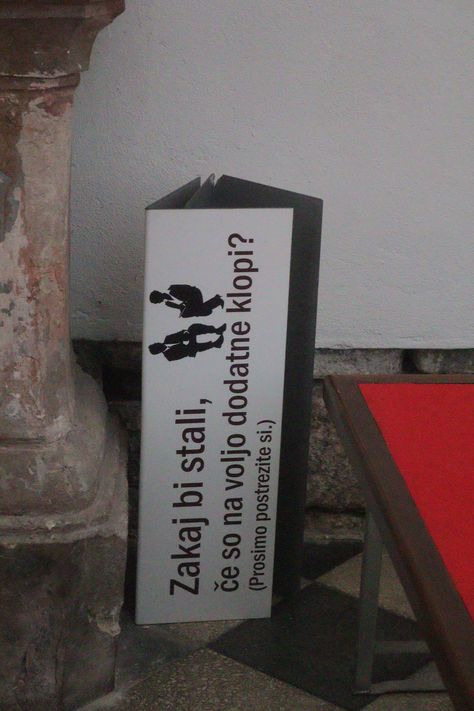 Zakaj bi stali,
če so na voljo dodatne klopi?
(Prosimo postrezite si.)